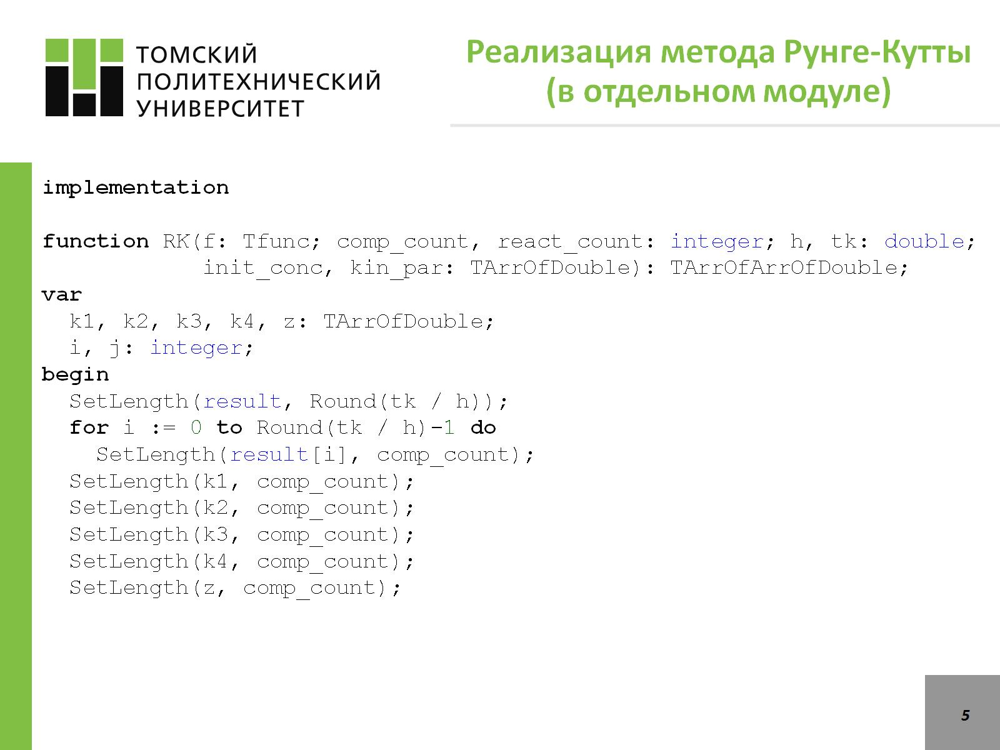 ТОМСКИЙ
ПОЛИТЕХНИЧЕСКИЙ
УНИВЕРСИТЕТ
Реализация метода Рунге-Кутты
(в отдельном модуле)
implementation
function RK(f: Tfunc; comp_count, react_count: integer; h, tk: double;
            init_conc, kin_par: TArrOfDouble): TArrOfArrOfDouble;
var
  k1, k2, k3, k4, z: TArrOfDouble;
  i, j: integer;
begin
  SetLength(result, Round(tk / h));
  for i := 0 to Round(tk / h)-1 do
    SetLength(result[i], comp_count);
  SetLength(k1, comp_count);
  SetLength(k2, comp_count);
  SetLength(k3, comp_count);
  SetLength(k4, comp_count);
  SetLength(z, comp_count);
5